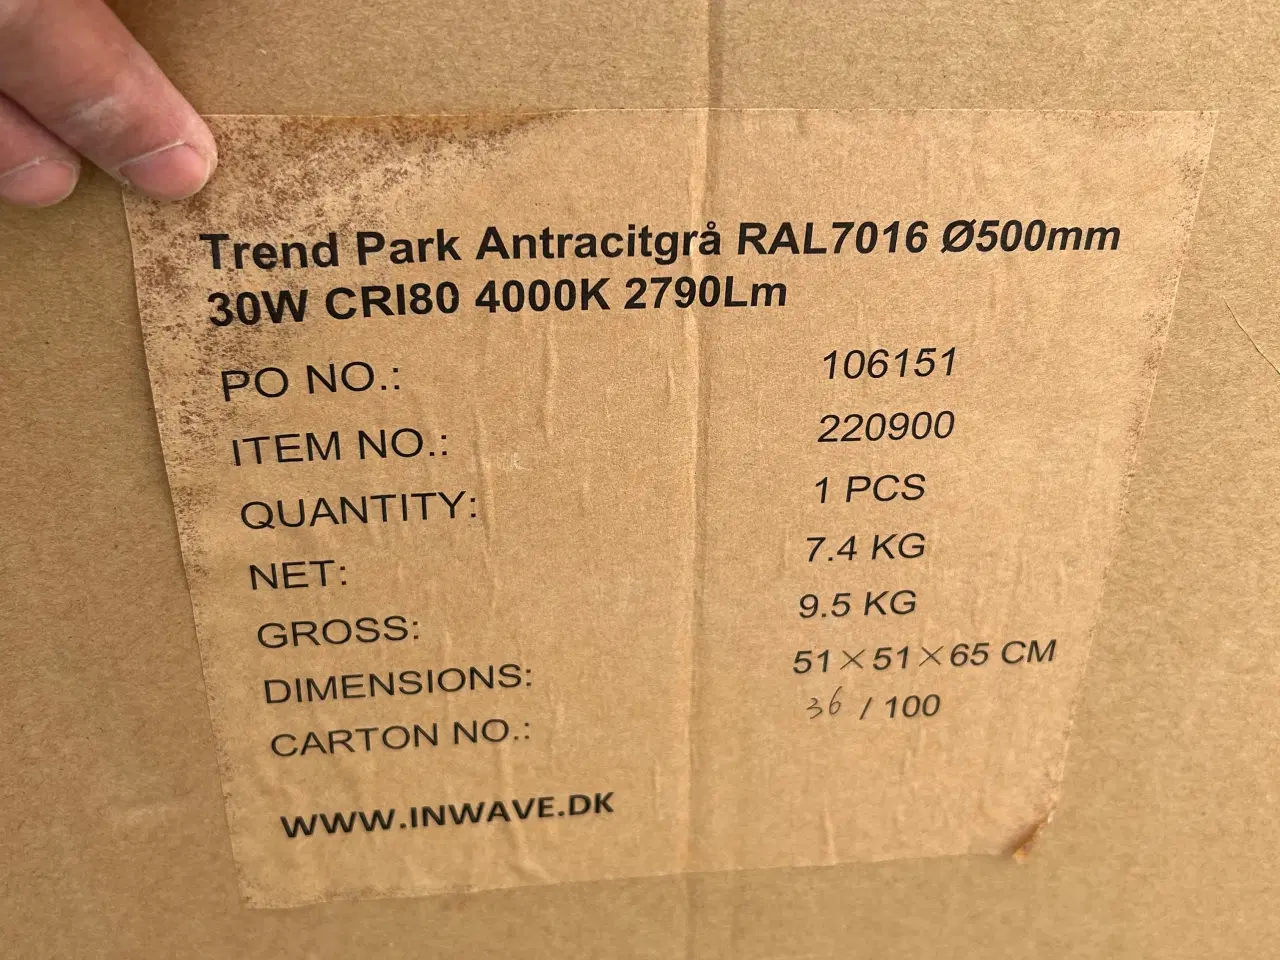 Trend Park Antracitgrå RAL7016 Ø500mm
30W CRI80 4000K 2790Lm
PO NO.: 106151
ITEM NO.: 220900
QUANTITY: 1 PCS
NET: 7.4 KG
GROSS: 9.5 KG
DIMENSIONS: 51×51×65 CM
CARTON NO.: 36 / 100
WWW.INWAVE.DK